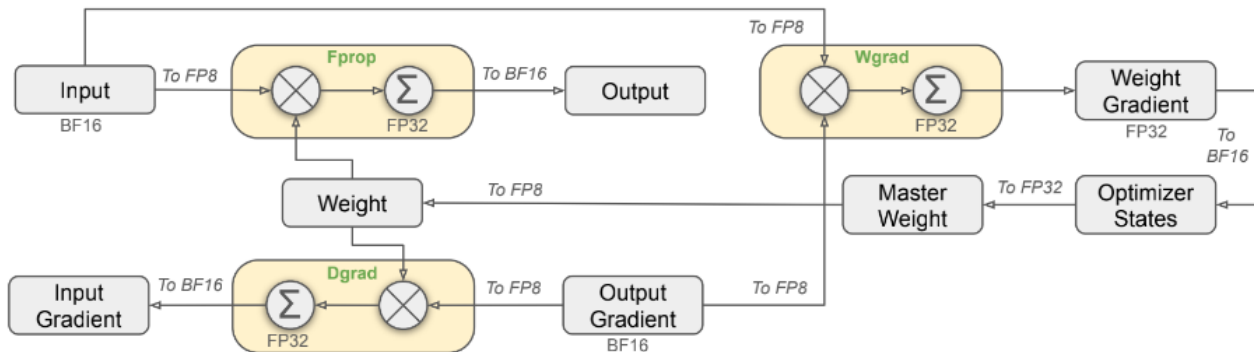 To FP8
Fprop
Wgrad
Input
To FP8
Σ
To BF16
Output
Σ
Weight
Gradient
BF16
FP32
FP32
FP32
To
BF16
Weight
To FP8
Master
Weight
To FP32
Optimizer
States
Dgrad
Input
Gradient
To BF16
Σ
To FP8
Output
Gradient
To FP8
FP32
BF16